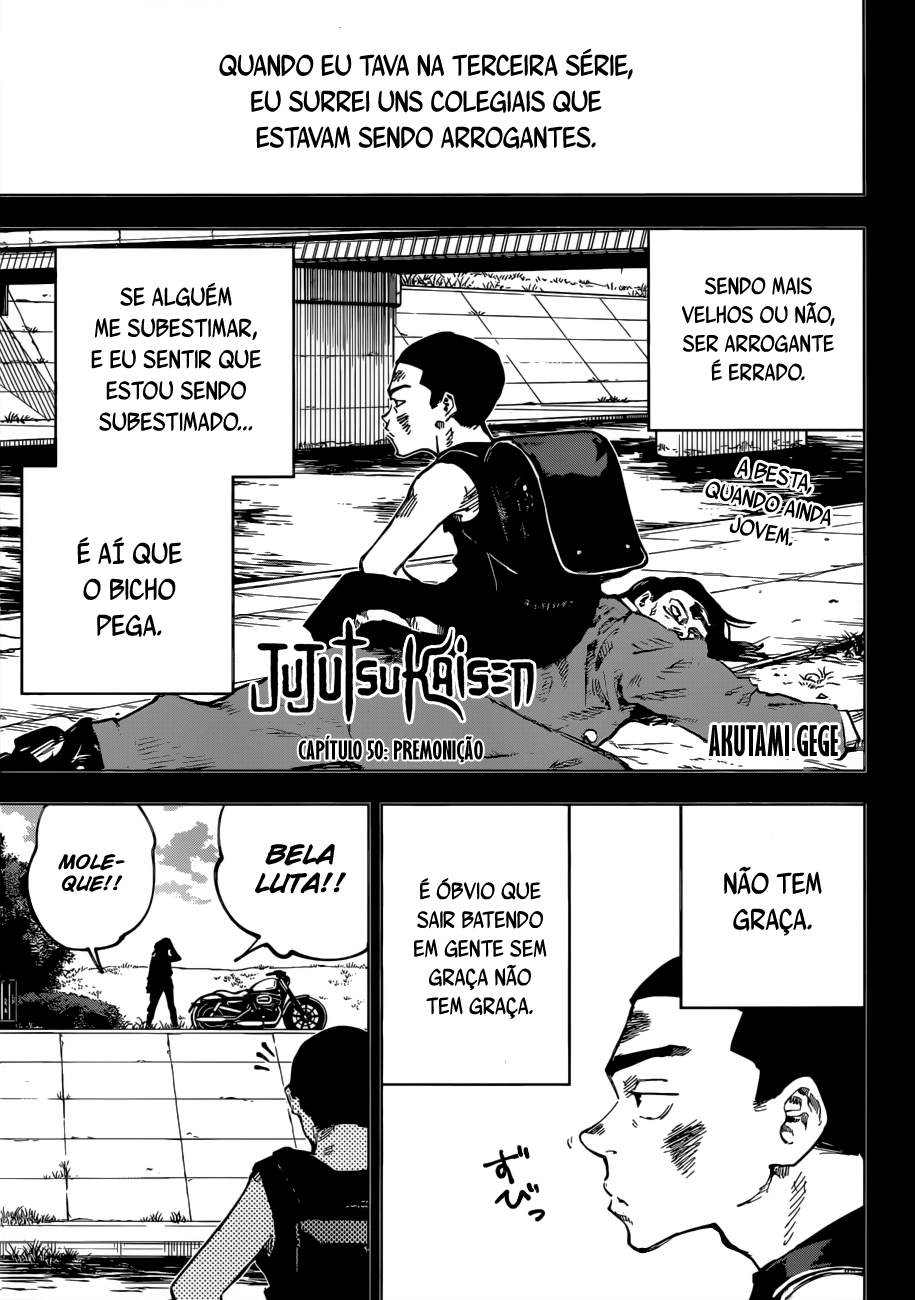 QUANDO EU TAVA NA TERCEIRA SÉRIE,
EU SURREI UNS COLEGIAIS QUE
ESTAVAM SENDO ARROGANTES.
SENDO MAIS
VELHOS OU NÃO,
SER ARROGANTE
É ERRADO.
A BESTA,
QUANDO AINDA
JOVEM.
SE ALGUÉM
ME SUBESTIMAR,
E EU SENTIR QUE
ESTOU SENDO
SUBESTIMADO...
É AÍ QUE
O BICHO
PEGA.
JUJUTSU KAISEN
CAPÍTULO 50: PREMONIÇÃO
AKUTAMI GEGE
NÃO TEM
GRAÇA.
É ÓBVIO QUE
SAIR BATENDO
EM GENTE SEM
GRAÇA NÃO
TEM GRAÇA.
ずびっ
BELA
LUTA!!
MOLE-
QUE!!